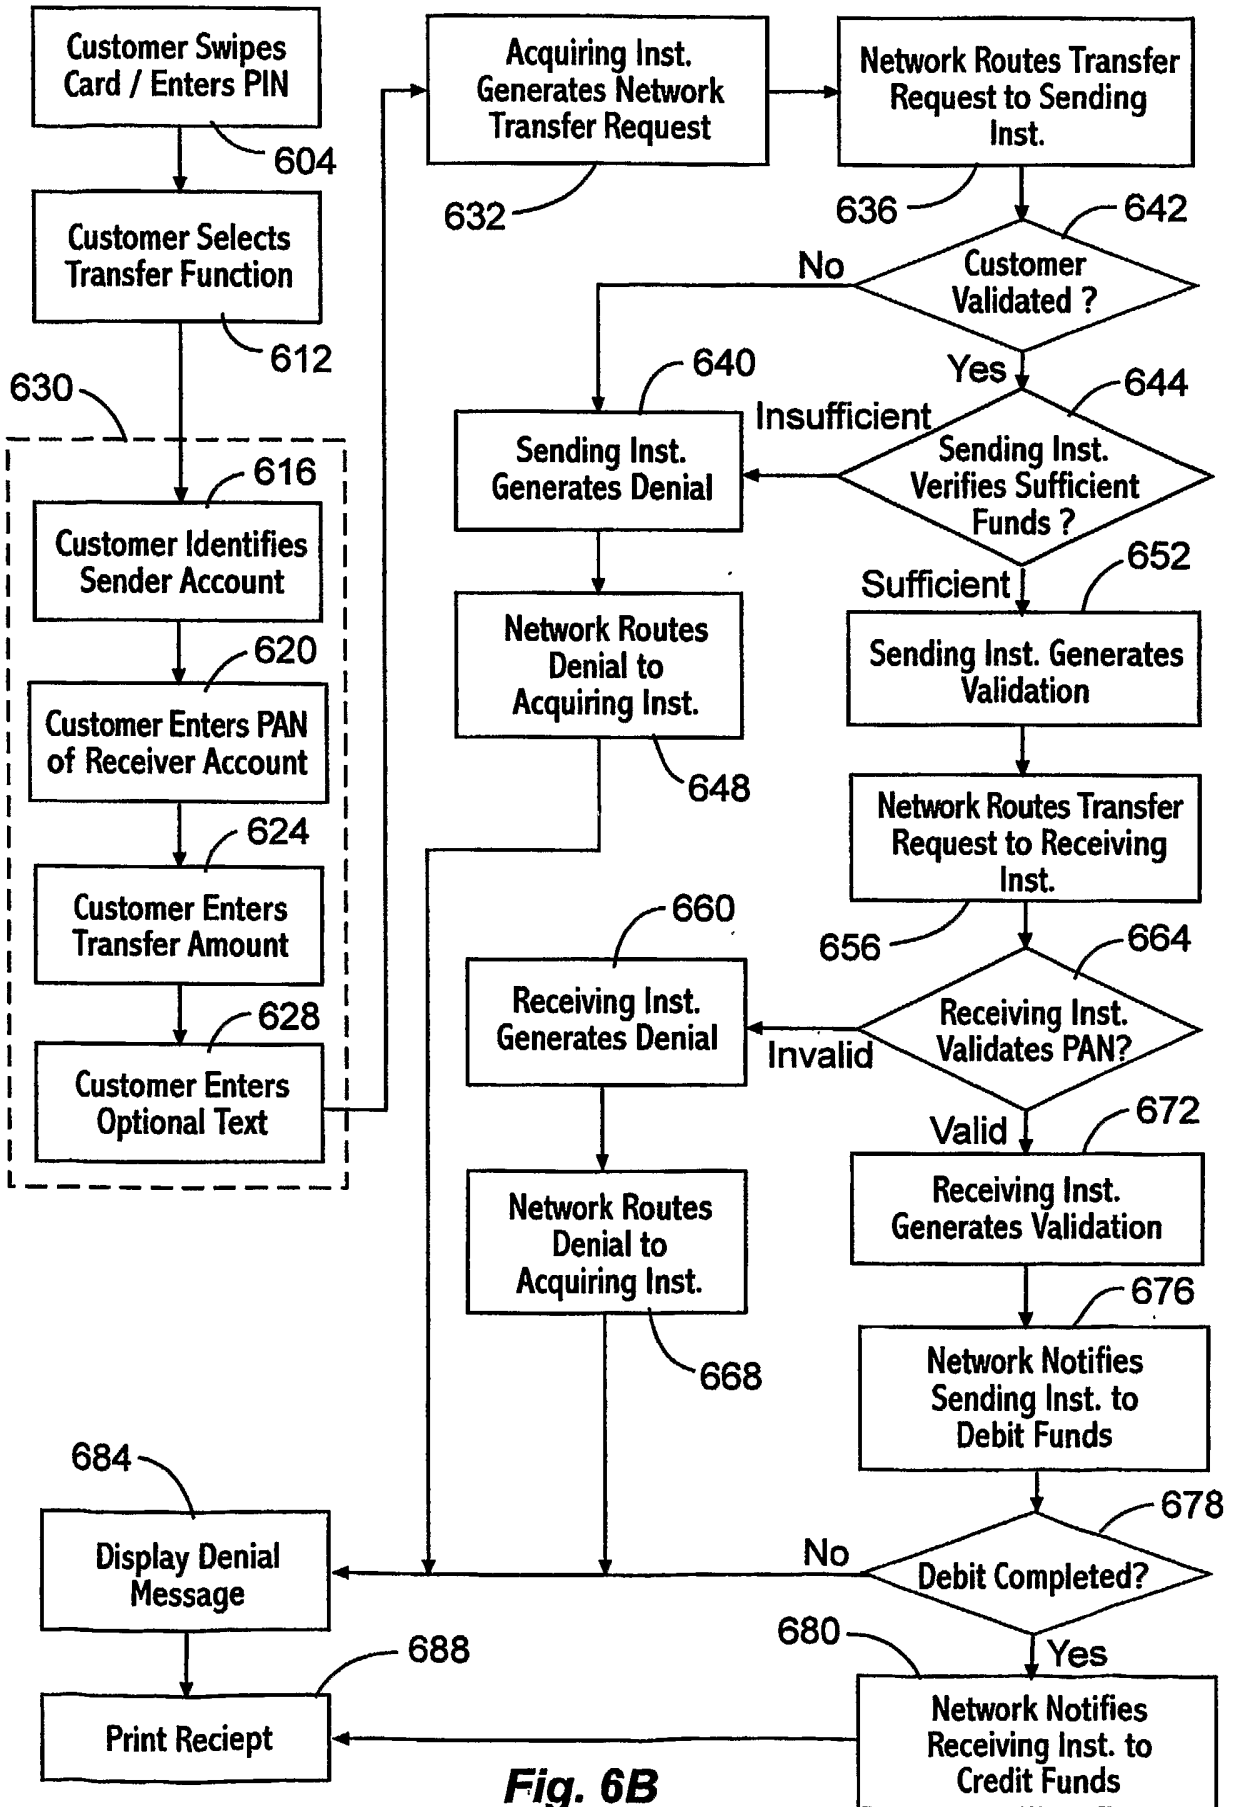 Customer Swipes
Card / Enters PIN
604
Customer Selects
Transfer Function
612
630
616
Customer Identifies
Sender Account
620
Customer Enters PAN
of Receiver Account
624
Customer Enters
Transfer Amount
628
Customer Enters
Optional Text
Acquiring Inst.
Generates Network
Transfer Request
632
Network Routes Transfer
Request to Sending
Inst.
636
642
Customer
Validated ?
No
Yes
640
Sending Inst.
Generates Denial
644
Insufficient
Sending Inst.
Verifies Sufficient
Funds ?
Sufficient
652
Network Routes
Denial to
Acquiring Inst.
648
Sending Inst. Generates
Validation
Network Routes Transfer
Request to Receiving
Inst.
656
660
Receiving Inst.
Generates Denial
664
Receiving Inst.
Validates PAN?
Invalid
Valid
672
Network Routes
Denial to
Acquiring Inst.
668
Receiving Inst.
Generates Validation
676
Network Notifies
Sending Inst. to
Debit Funds
678
Debit Completed?
No
Yes
684
Display Denial
Message
688
Print Reciept
680
Network Notifies
Receiving Inst. to
Credit Funds
Fig. 6B